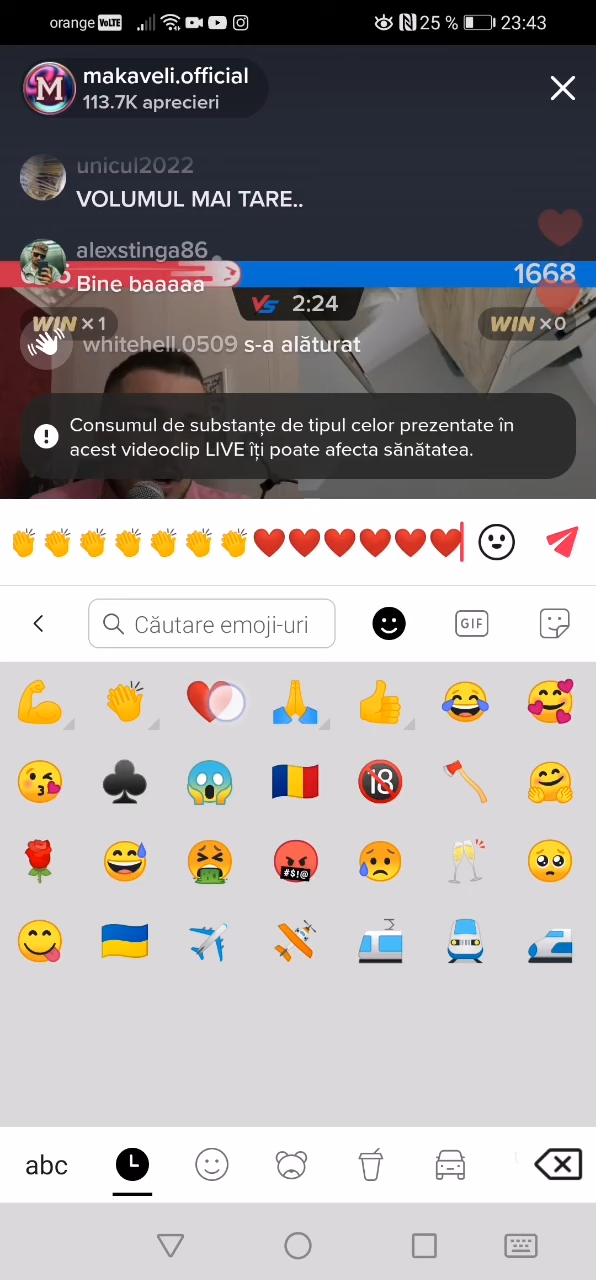 orange VoLTE 25 % 23:43
M
makaveli.official
113.7K aprecieri
unicul2022
VOLUMUL MAI TARE..
alexstinga86
1668
Bine baaaaa
VS 2:24
WIN ×1
WIN ×0
whitehell.0509 s-a alăturat
Consumul de substanțe de tipul celor prezentate în
acest videoclip LIVE îți poate afecta sănătatea.
Căutare emoji-uri
GIF
18
#$!@
abc